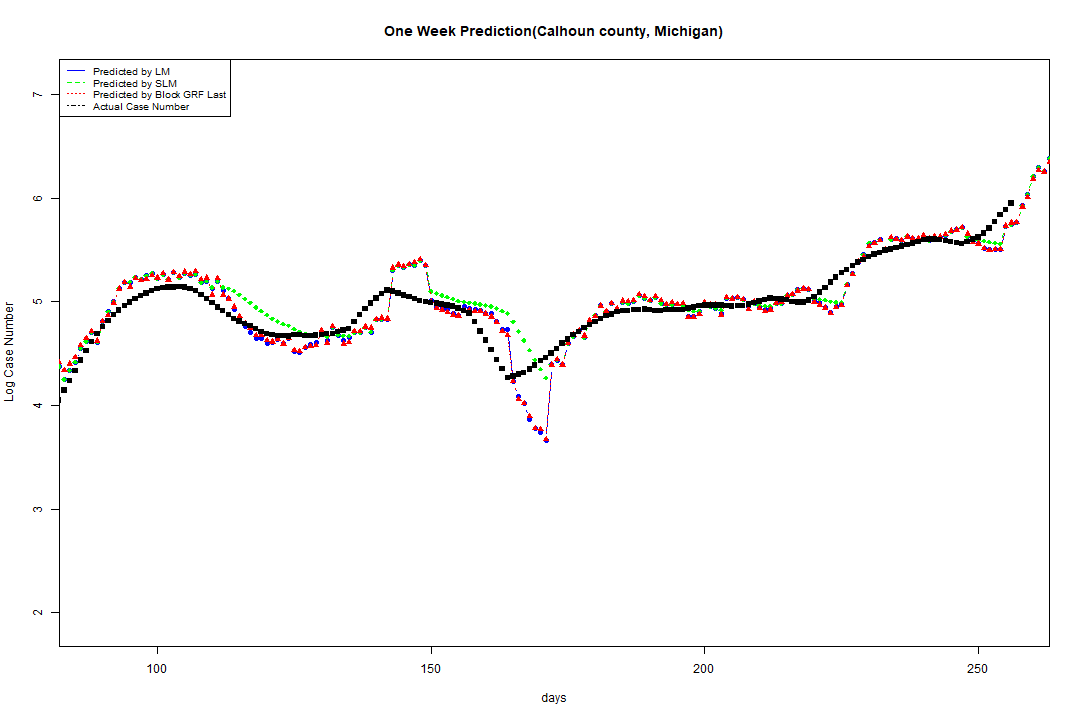 One Week Prediction(Calhoun county, Michigan)
Predicted by LM
Predicted by SLM
Predicted by Block GRF Last
Actual Case Number
7
6
5
4
3
2
Log Case Number
100
150
200
250
days